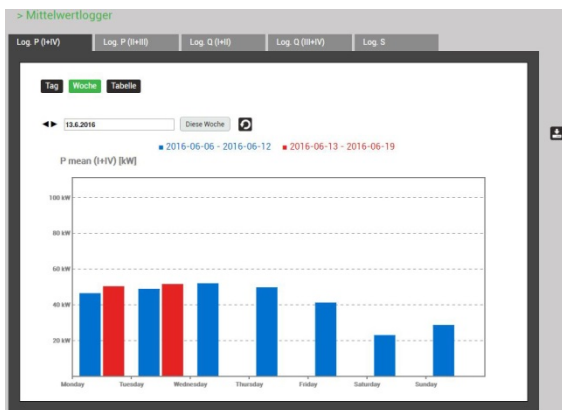 > Mittelwertlogger
Log. P (I+IV) Log. P (II+III) Log. Q (I+II) Log. Q (III+IV) Log. S
Tag Woche Tabelle
13.6.2016 Diese Woche
2016-06-06 - 2016-06-12 2016-06-13 - 2016-06-19
P mean (I+IV) [kW]
100 kW
80 kW
60 kW
40 kW
20 kW
Monday Tuesday Wednesday Thursday Friday Saturday Sunday